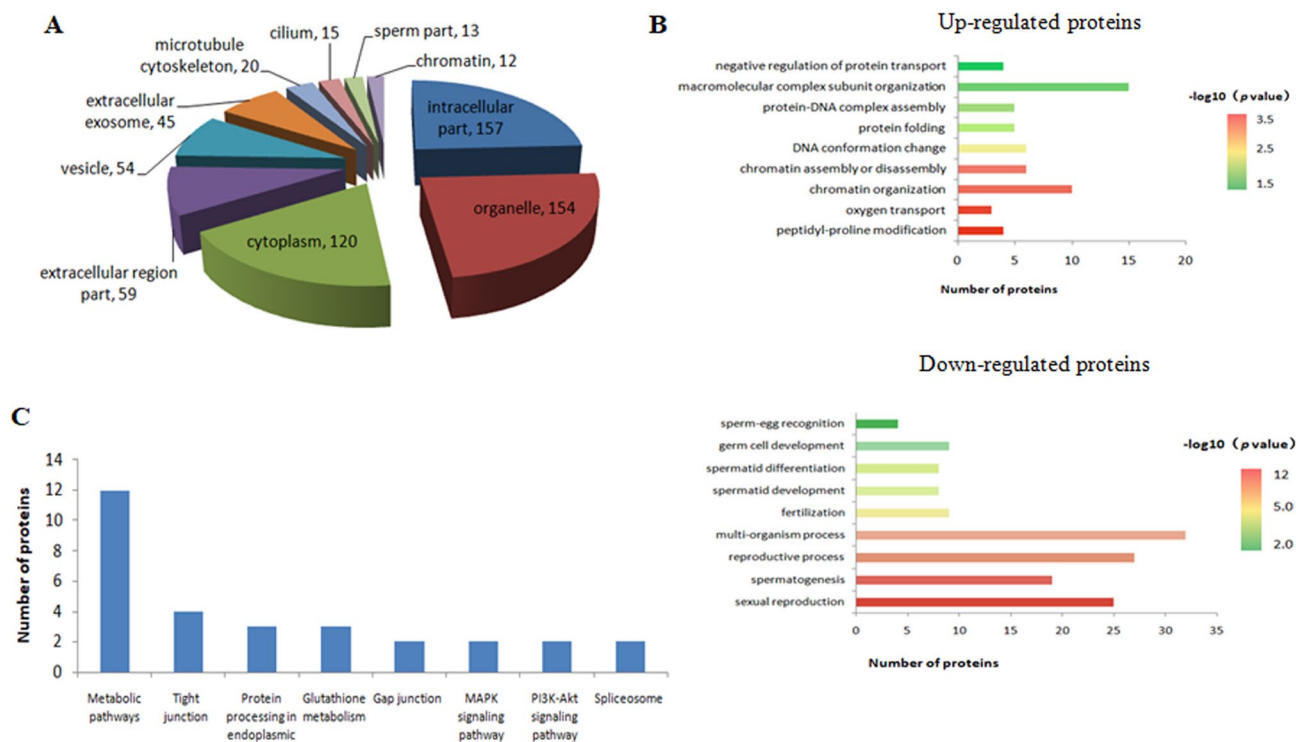 A
microtubule
cytoskeleton, 20
cilium, 15
sperm part, 13
chromatin, 12
extracellular
exosome, 45
vesicle, 54
extracellular region
part, 59
cytoplasm, 120
intracellular
part, 157
organelle, 154
B
Up-regulated proteins
negative regulation of protein transport
macromolecular complex subunit organization
protein-DNA complex assembly
protein folding
DNA conformation change
chromatin assembly or disassembly
chromatin organization
oxygen transport
peptidyl-proline modification
0 5 10 15 20
Number of proteins
-log10 (p value)
3.5
2.5
1.5
Down-regulated proteins
sperm-egg recognition
germ cell development
spermatid differentiation
spermatid development
fertilization
multi-organism process
reproductive process
spermatogenesis
sexual reproduction
0 5 10 15 20 25 30 35
Number of proteins
-log10 (p value)
12
5.0
2.0
C
Number of proteins
14
12
10
8
6
4
2
0
Metabolic
pathways
Tight
junction
Protein
processing in
endoplasmic
Glutathione
metabolism
Gap junction
MAPK
signaling
pathway
PI3K-Akt
signaling
pathway
Spliceosome